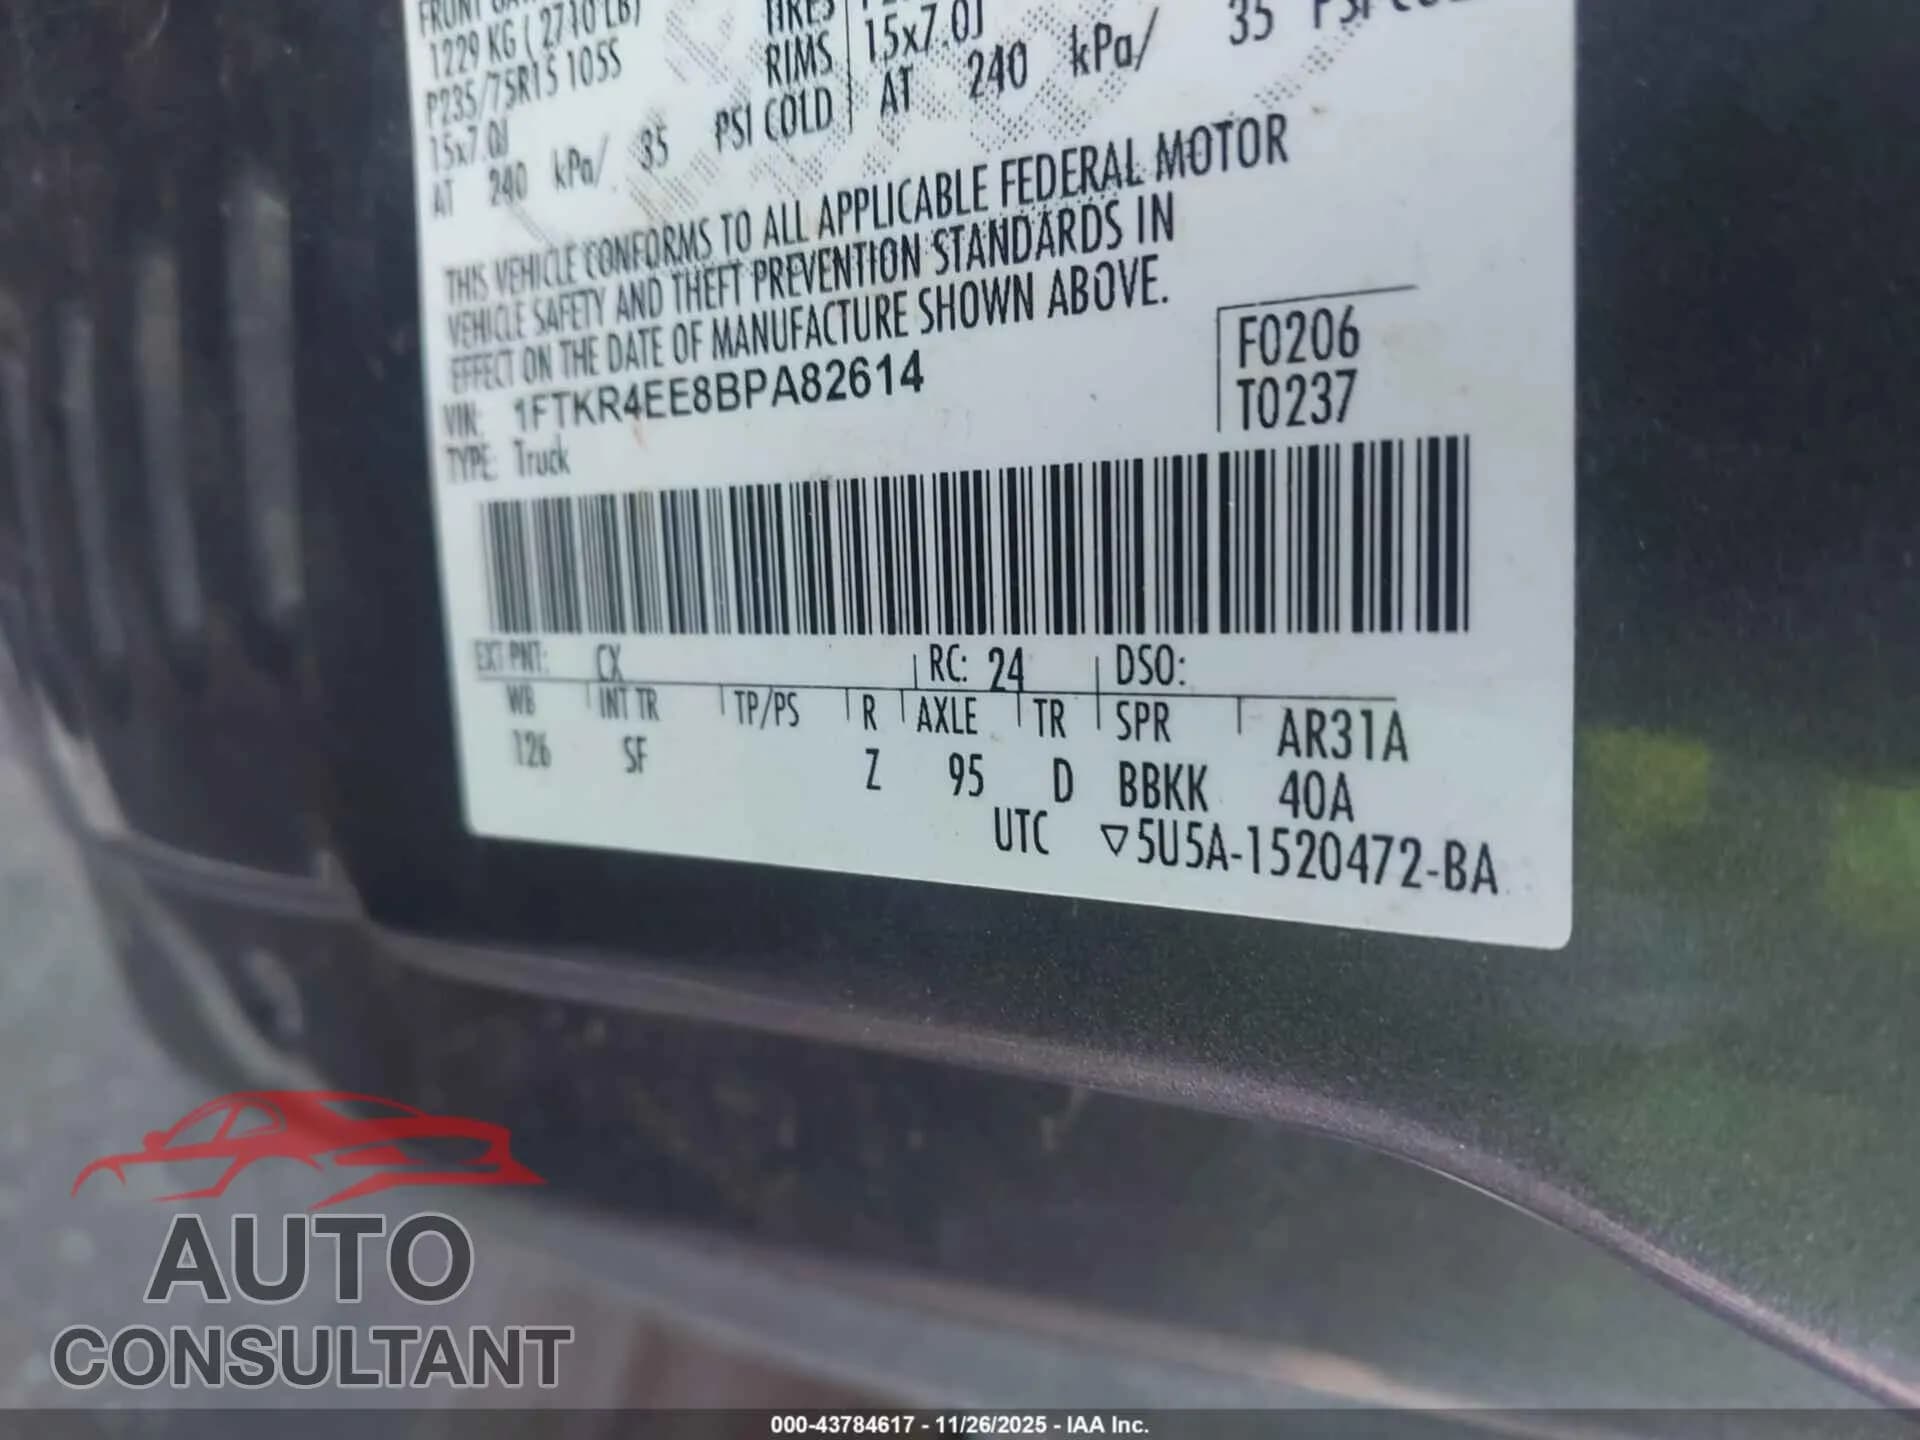 1229 KG ( 2710 LB)
P235/75R15 105S
15x7.0J
AT 240 kPa/ 35 PSI COLD
TIRES
RIMS 15x7.0J
AT 240 kPa/ 35 PSI
THIS VEHICLE CONFORMS TO ALL APPLICABLE FEDERAL MOTOR
VEHICLE SAFETY AND THEFT PREVENTION STANDARDS IN
EFFECT ON THE DATE OF MANUFACTURE SHOWN ABOVE.
VIN: 1FTKR4EE8BPA82614
TYPE: Truck
F0206
T0237
EXT PNT: CX RC: 24 DSO:
WB INT TR TP/PS R AXLE TR SPR AR31A
126 SF Z 95 D BBKK 40A
UTC ▽5U5A-1520472-BA
AUTO
CONSULTANT
000-43784617 - 11/26/2025 - IAA Inc.